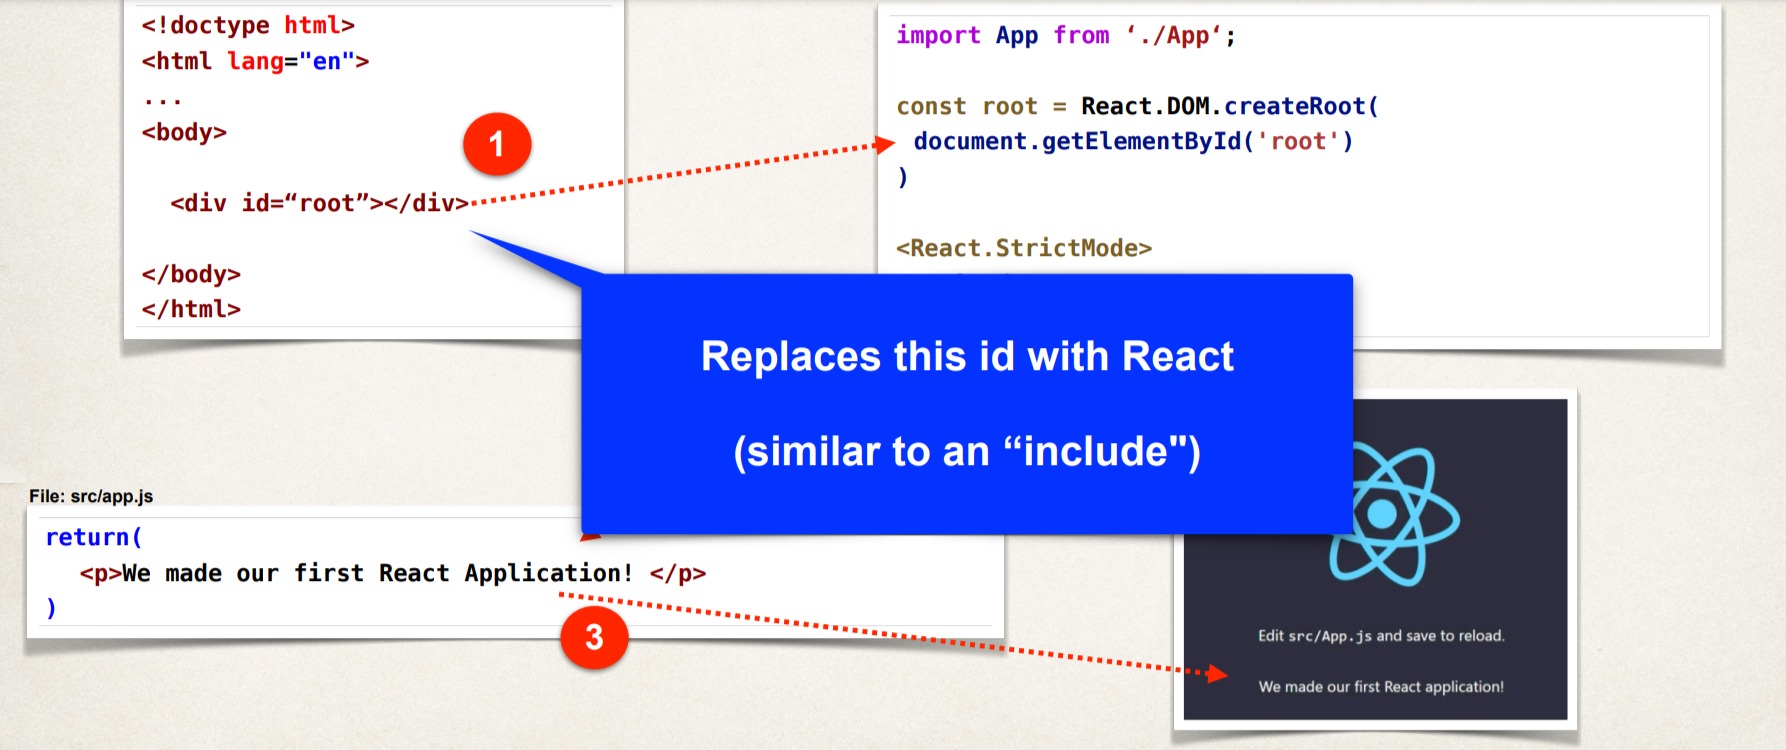 <!doctype html>
<html lang="en">
...
<body>
<div id=“root”></div>
</body>
</html>
1
import App from ‘./App‘;
const root = React.DOM.createRoot(
document.getElementById('root')
)
<React.StrictMode>
Replaces this id with React
(similar to an “include")
File: src/app.js
return(
<p>We made our first React Application! </p>
)
3
Edit src/App.js and save to reload.
We made our first React application!